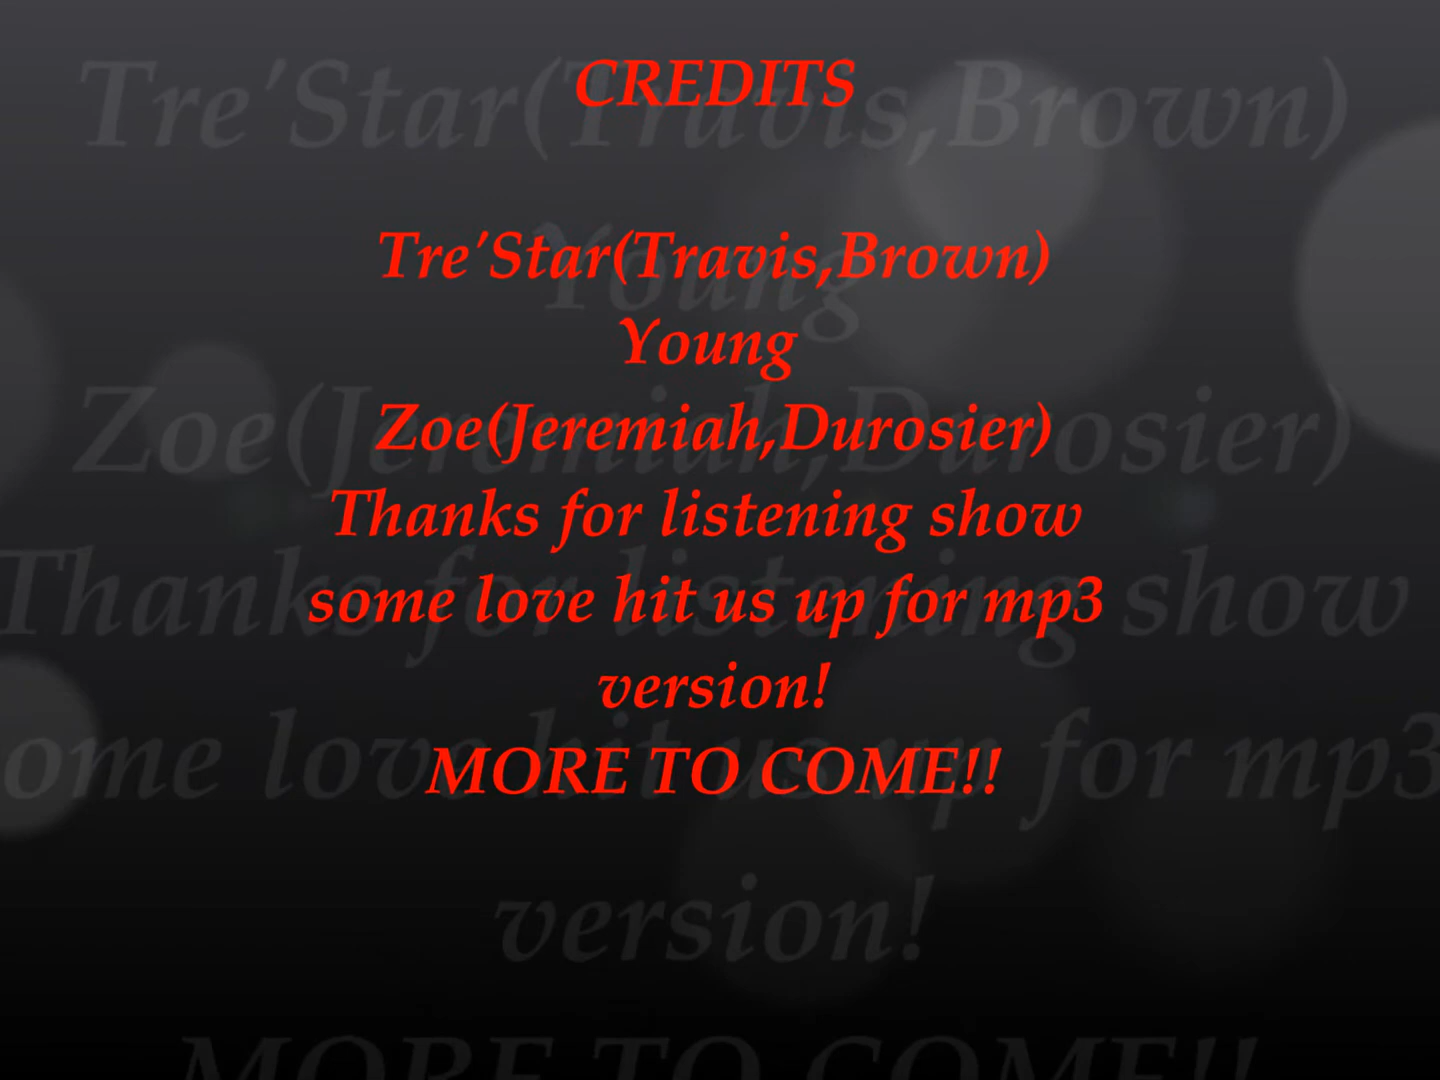 CREDITS
Tre'Star(Travis,Brown)
Young
Zoe(Jeremiah,Durosier)
Thanks for listening show
some love hit us up for mp3
version!
MORE TO COME!!